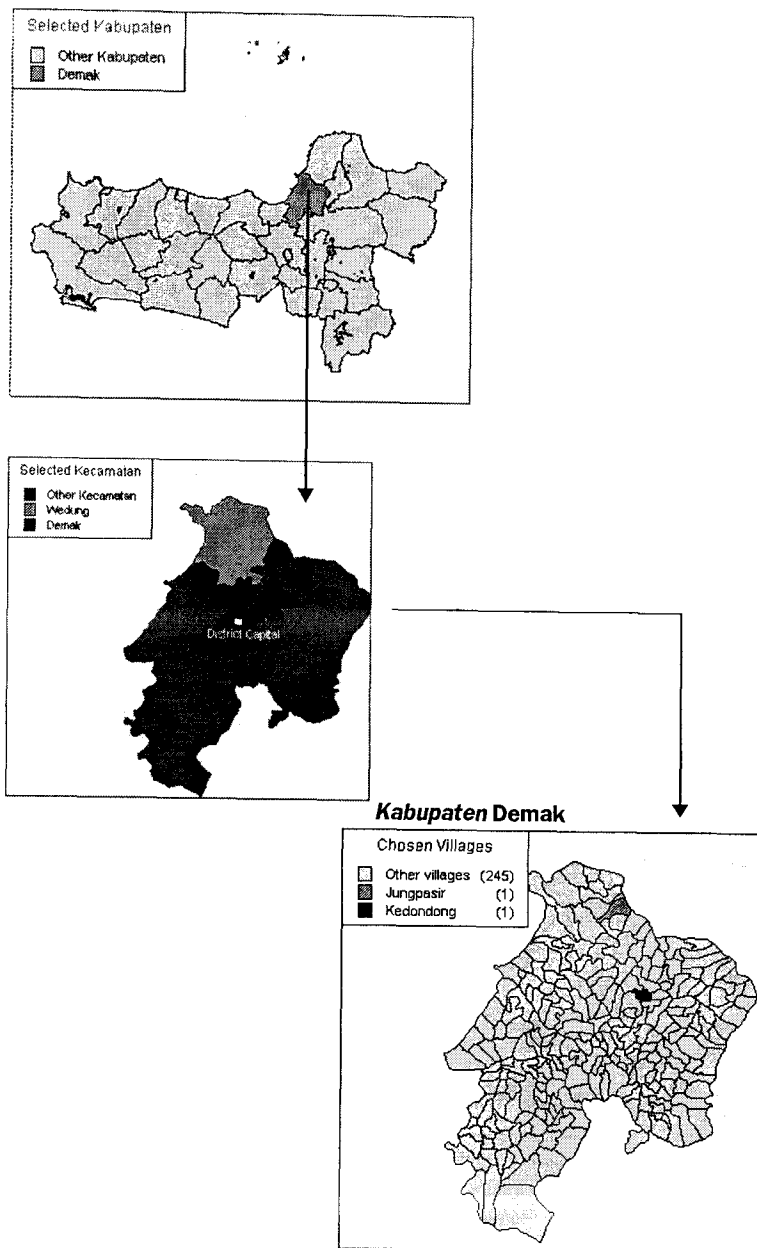 Selected Kabupaten
Other Kabupaten
Demak
Selected Kecamatan
Other Kecamatan
Wedung
Demak
District Capital
Kabupaten Demak
Chosen Villages
Other villages (245)
Jungpasir (1)
Kedondong (1)